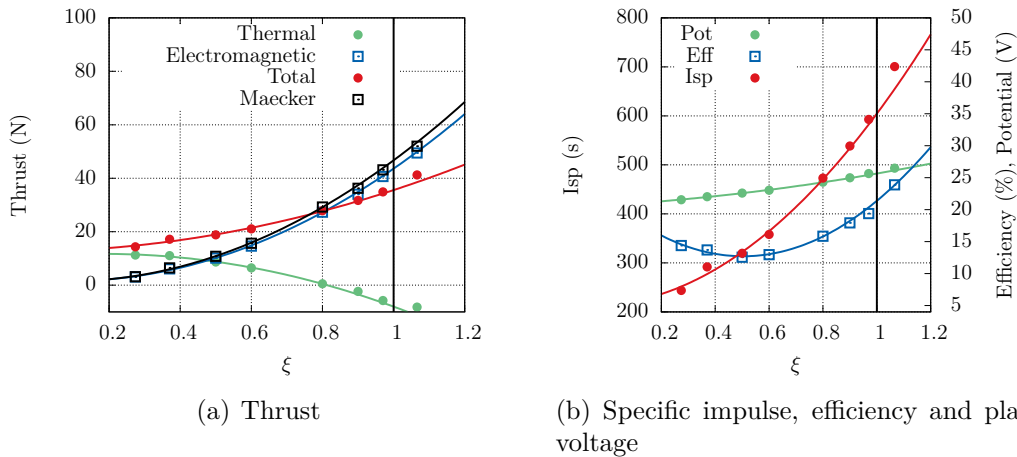 100
80
60
40
20
0
Thrust (N)
Thermal
Electromagnetic
Total
Maecker
0.2 0.4 0.6 0.8 1 1.2
ξ
(a) Thrust
800
700
600
500
400
300
200
Isp (s)
Pot
Eff
Isp
50
45
40
35
30
25
20
15
10
5
Efficiency (%), Potential (V)
0.2 0.4 0.6 0.8 1 1.2
ξ
(b) Specific impulse, efficiency and pla
voltage